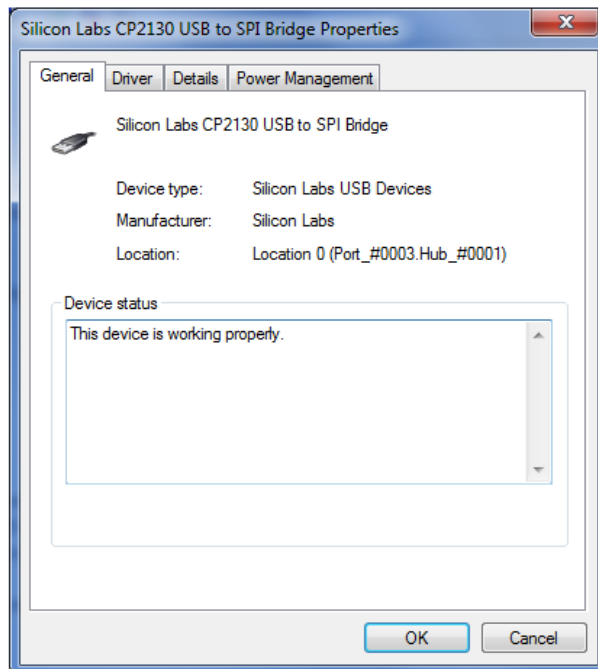 Silicon Labs CP2130 USB to SPI Bridge Properties
General Driver Details Power Management
Silicon Labs CP2130 USB to SPI Bridge
Device type: Silicon Labs USB Devices
Manufacturer: Silicon Labs
Location: Location 0 (Port_#0003.Hub_#0001)
Device status
This device is working properly.
OK Cancel